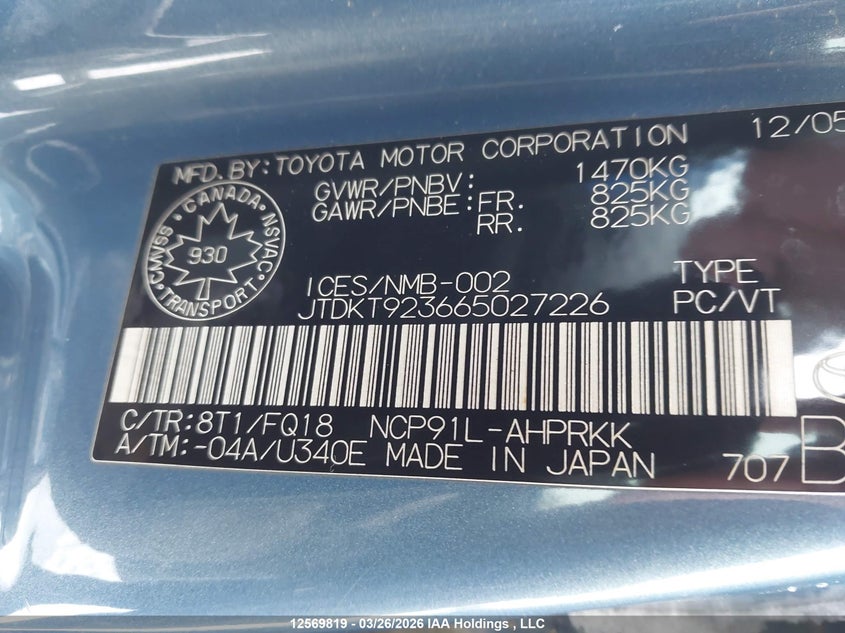 MFD.BY:TOYOTA MOTOR CORPORATION 12/05
GVWR/PNBV: 1470KG
GAWR/PNBE: FR. 825KG
RR. 825KG
CANADA
CMVSS NSVAC
930
TRANSPORT
ICES/NMB-002 TYPE
JTDKT923665027226 PC/VT
C/TR:8T1/FQ18 NCP91L-AHPRKK
A/TM:-04A/U340E MADE IN JAPAN 707
12569819 - 03/26/2026 IAA Holdings , LLC